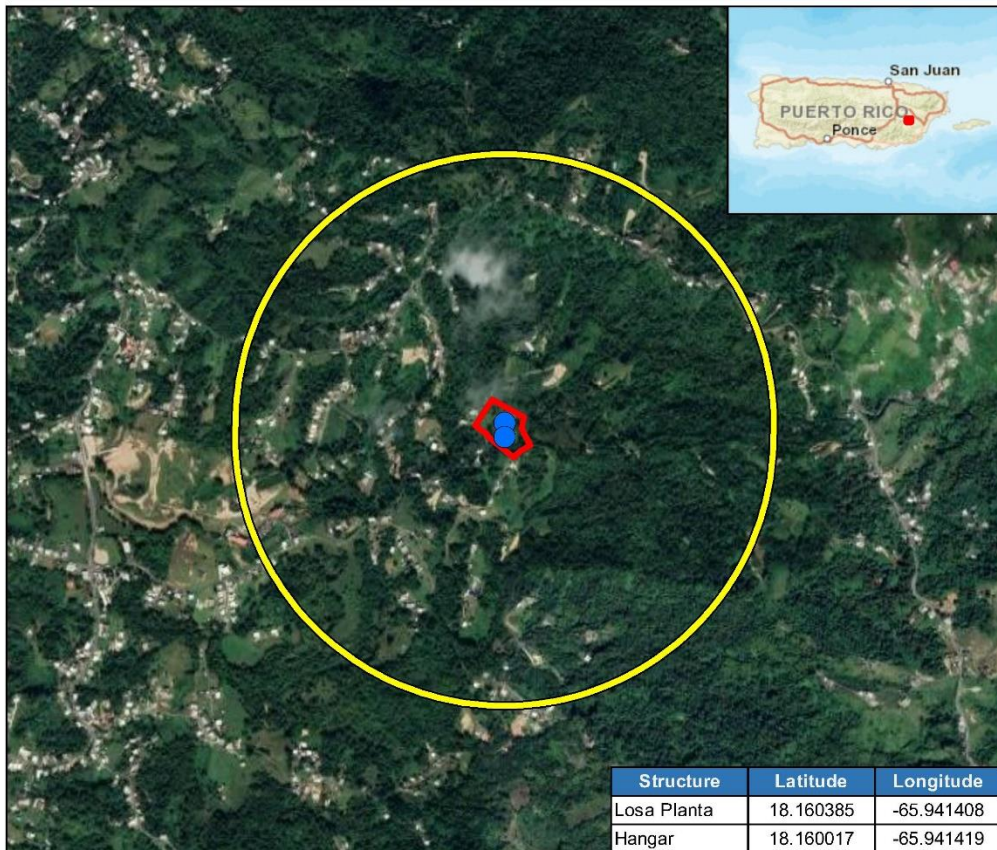 San Juan
PUERTO RICO
Ponce
Structure Latitude Longitude
Losa Planta 18.160385 -65.941408
Hangar 18.160017 -65.941419